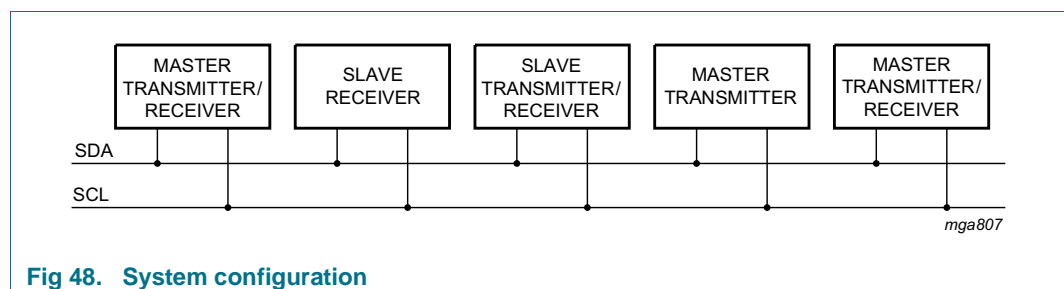 MASTER
TRANSMITTER/
RECEIVER
SLAVE
RECEIVER
SLAVE
TRANSMITTER/
RECEIVER
MASTER
TRANSMITTER
MASTER
TRANSMITTER/
RECEIVER
SDA
SCL
mga807
Fig 48. System configuration